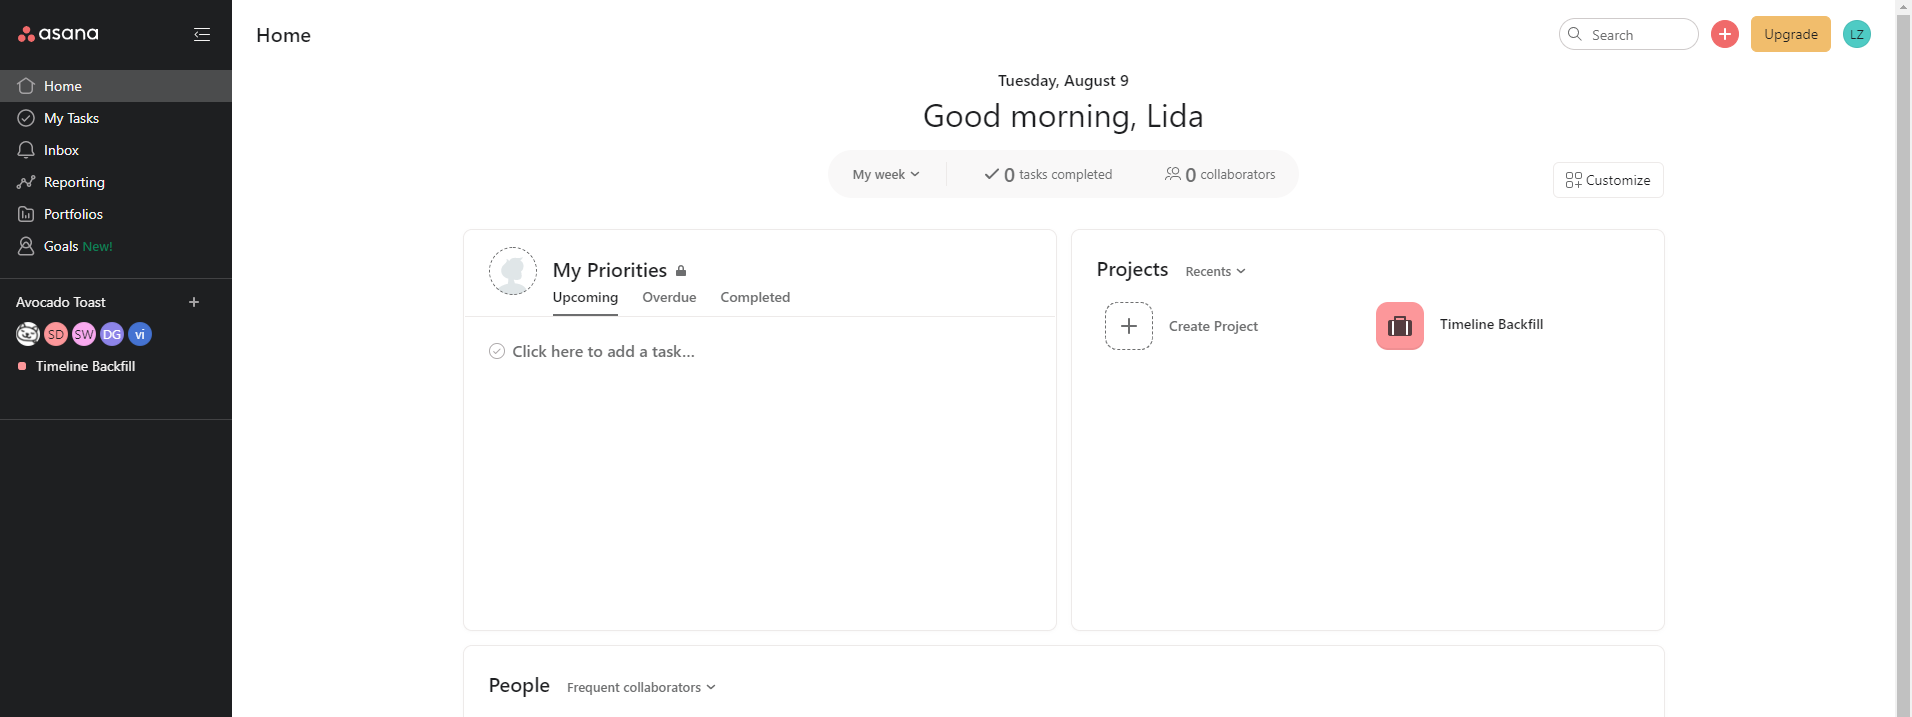 asana
Home
My Tasks
Inbox
Reporting
Portfolios
Goals New!
Avocado Toast
SD SW DG vi
Timeline Backfill
Home
Search
Upgrade
LZ
Tuesday, August 9
Good morning, Lida
My week
0 tasks completed
0 collaborators
Customize
My Priorities
Upcoming Overdue Completed
Click here to add a task...
Projects Recents
Create Project
Timeline Backfill
People Frequent collaborators